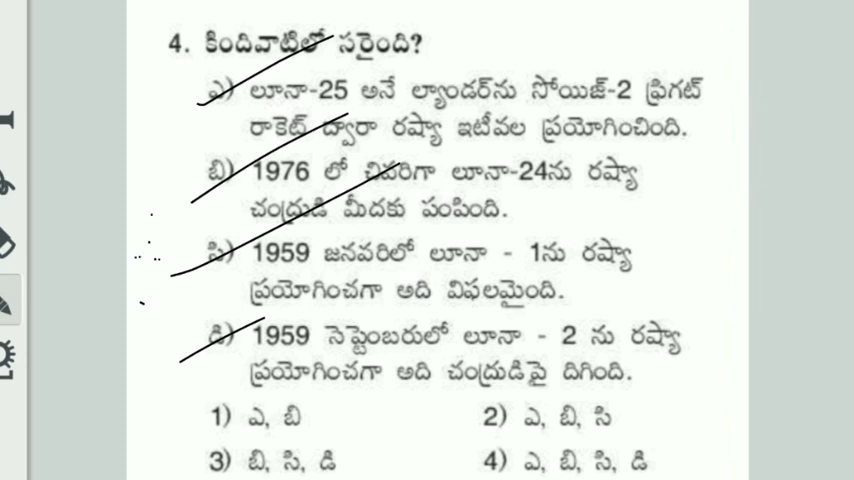 4. కిందివాటిలో సరైంది?
ఎ) లూనా-25 అనే ల్యాండర్‌ను సోయిజ్-2 ఫ్రిగట్
రాకెట్ ద్వారా రష్యా ఇటీవల ప్రయోగించింది.
బి) 1976 లో చివరిగా లూనా-24ను రష్యా
చంద్రుడి మీదకు పంపింది.
సి) 1959 జనవరిలో లూనా - 1ను రష్యా
ప్రయోగించగా అది విఫలమైంది.
డి) 1959 సెప్టెంబరులో లూనా - 2 ను రష్యా
ప్రయోగించగా అది చంద్రుడిపై దిగింది.
1) ఎ, బి 2) ఎ, బి, సి
3) బి, సి, డి 4) ఎ, బి, సి, డి